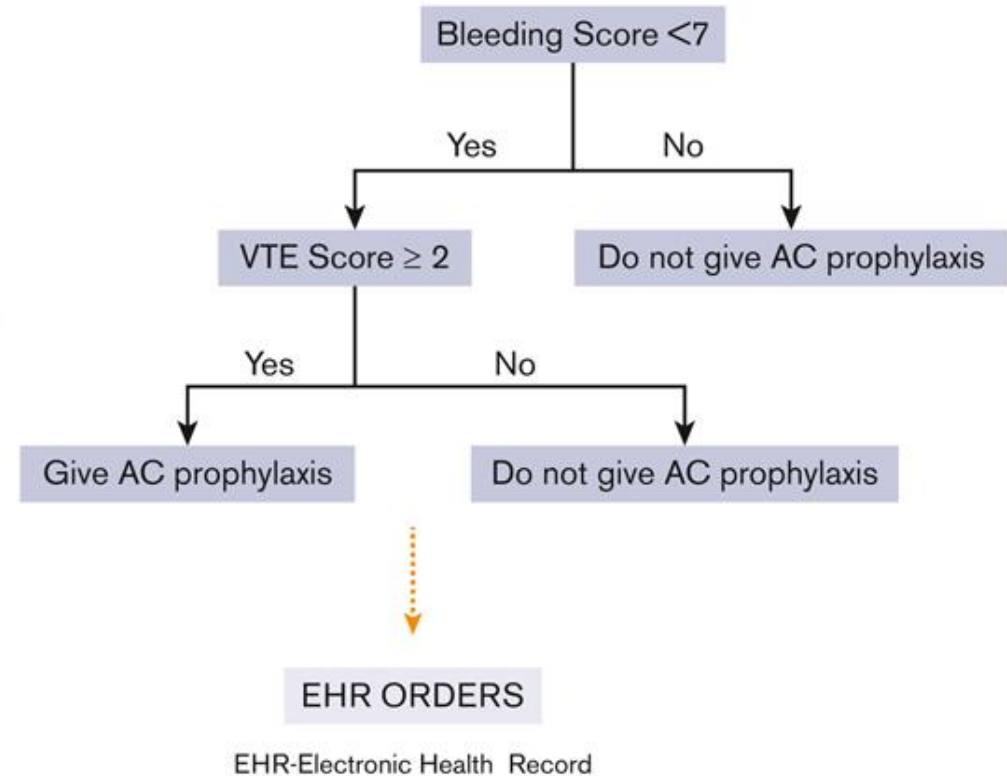 Bleeding Score <7
Yes
No
VTE Score ≥ 2
Do not give AC prophylaxis
Yes
No
Give AC prophylaxis
Do not give AC prophylaxis
EHR ORDERS
EHR-Electronic Health Record